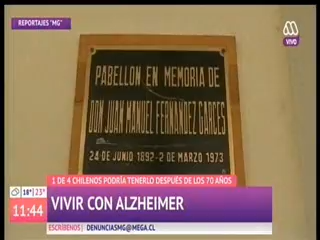 REPORTAJES "MG"
VIVO
PABELLON EN MEMORIA DE
DON JUAN MANUEL FERNANDEZ GARCES
24 DE JUNIO 1892-2 DE MARZO 1973
1 DE 4 CHILENOS PODRÍA TENERLO DESPUÉS DE LOS 70 AÑOS
18° 23°
11:44
VIVIR CON ALZHEIMER
ESCRÍBENOS / DENUNCIASMG@MEGA.CL